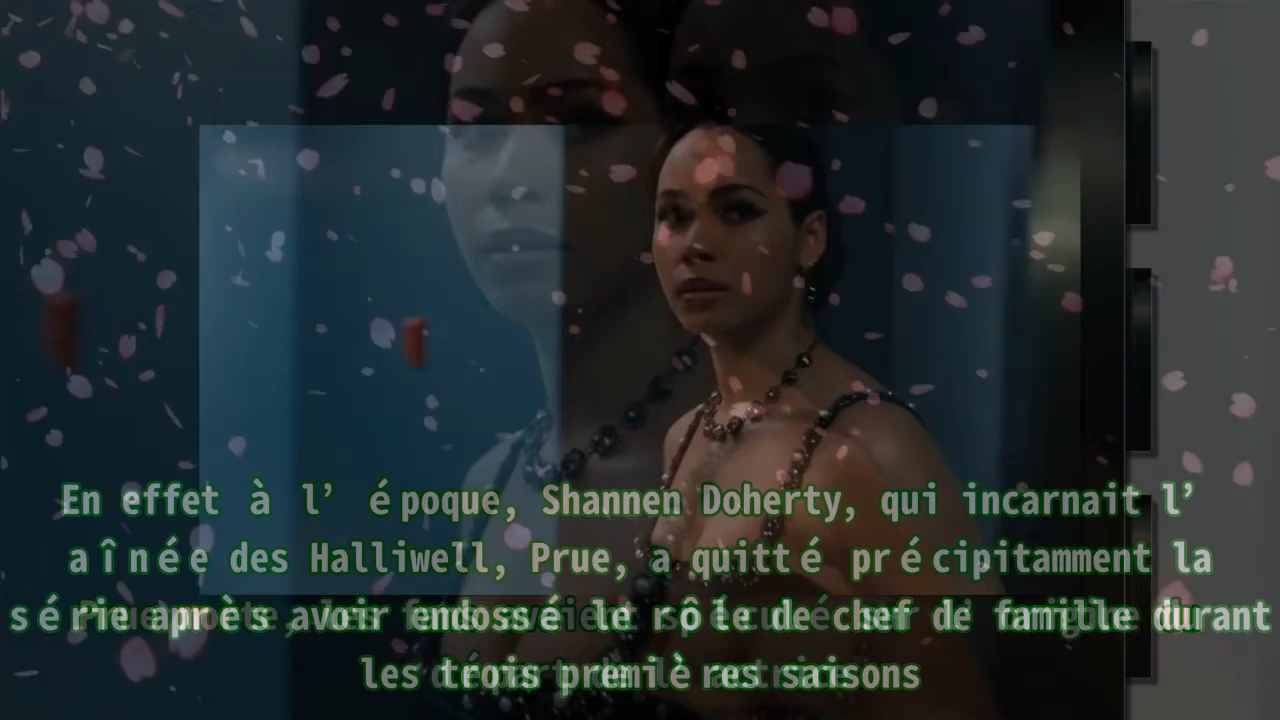 En effet à l’époque, Shannen Doherty, qui incarnait l’
aînée des Halliwell, Prue, a quitté précipitamment la
série après avoir endossé le rôle de chef de famille durant
les trois premières saisons